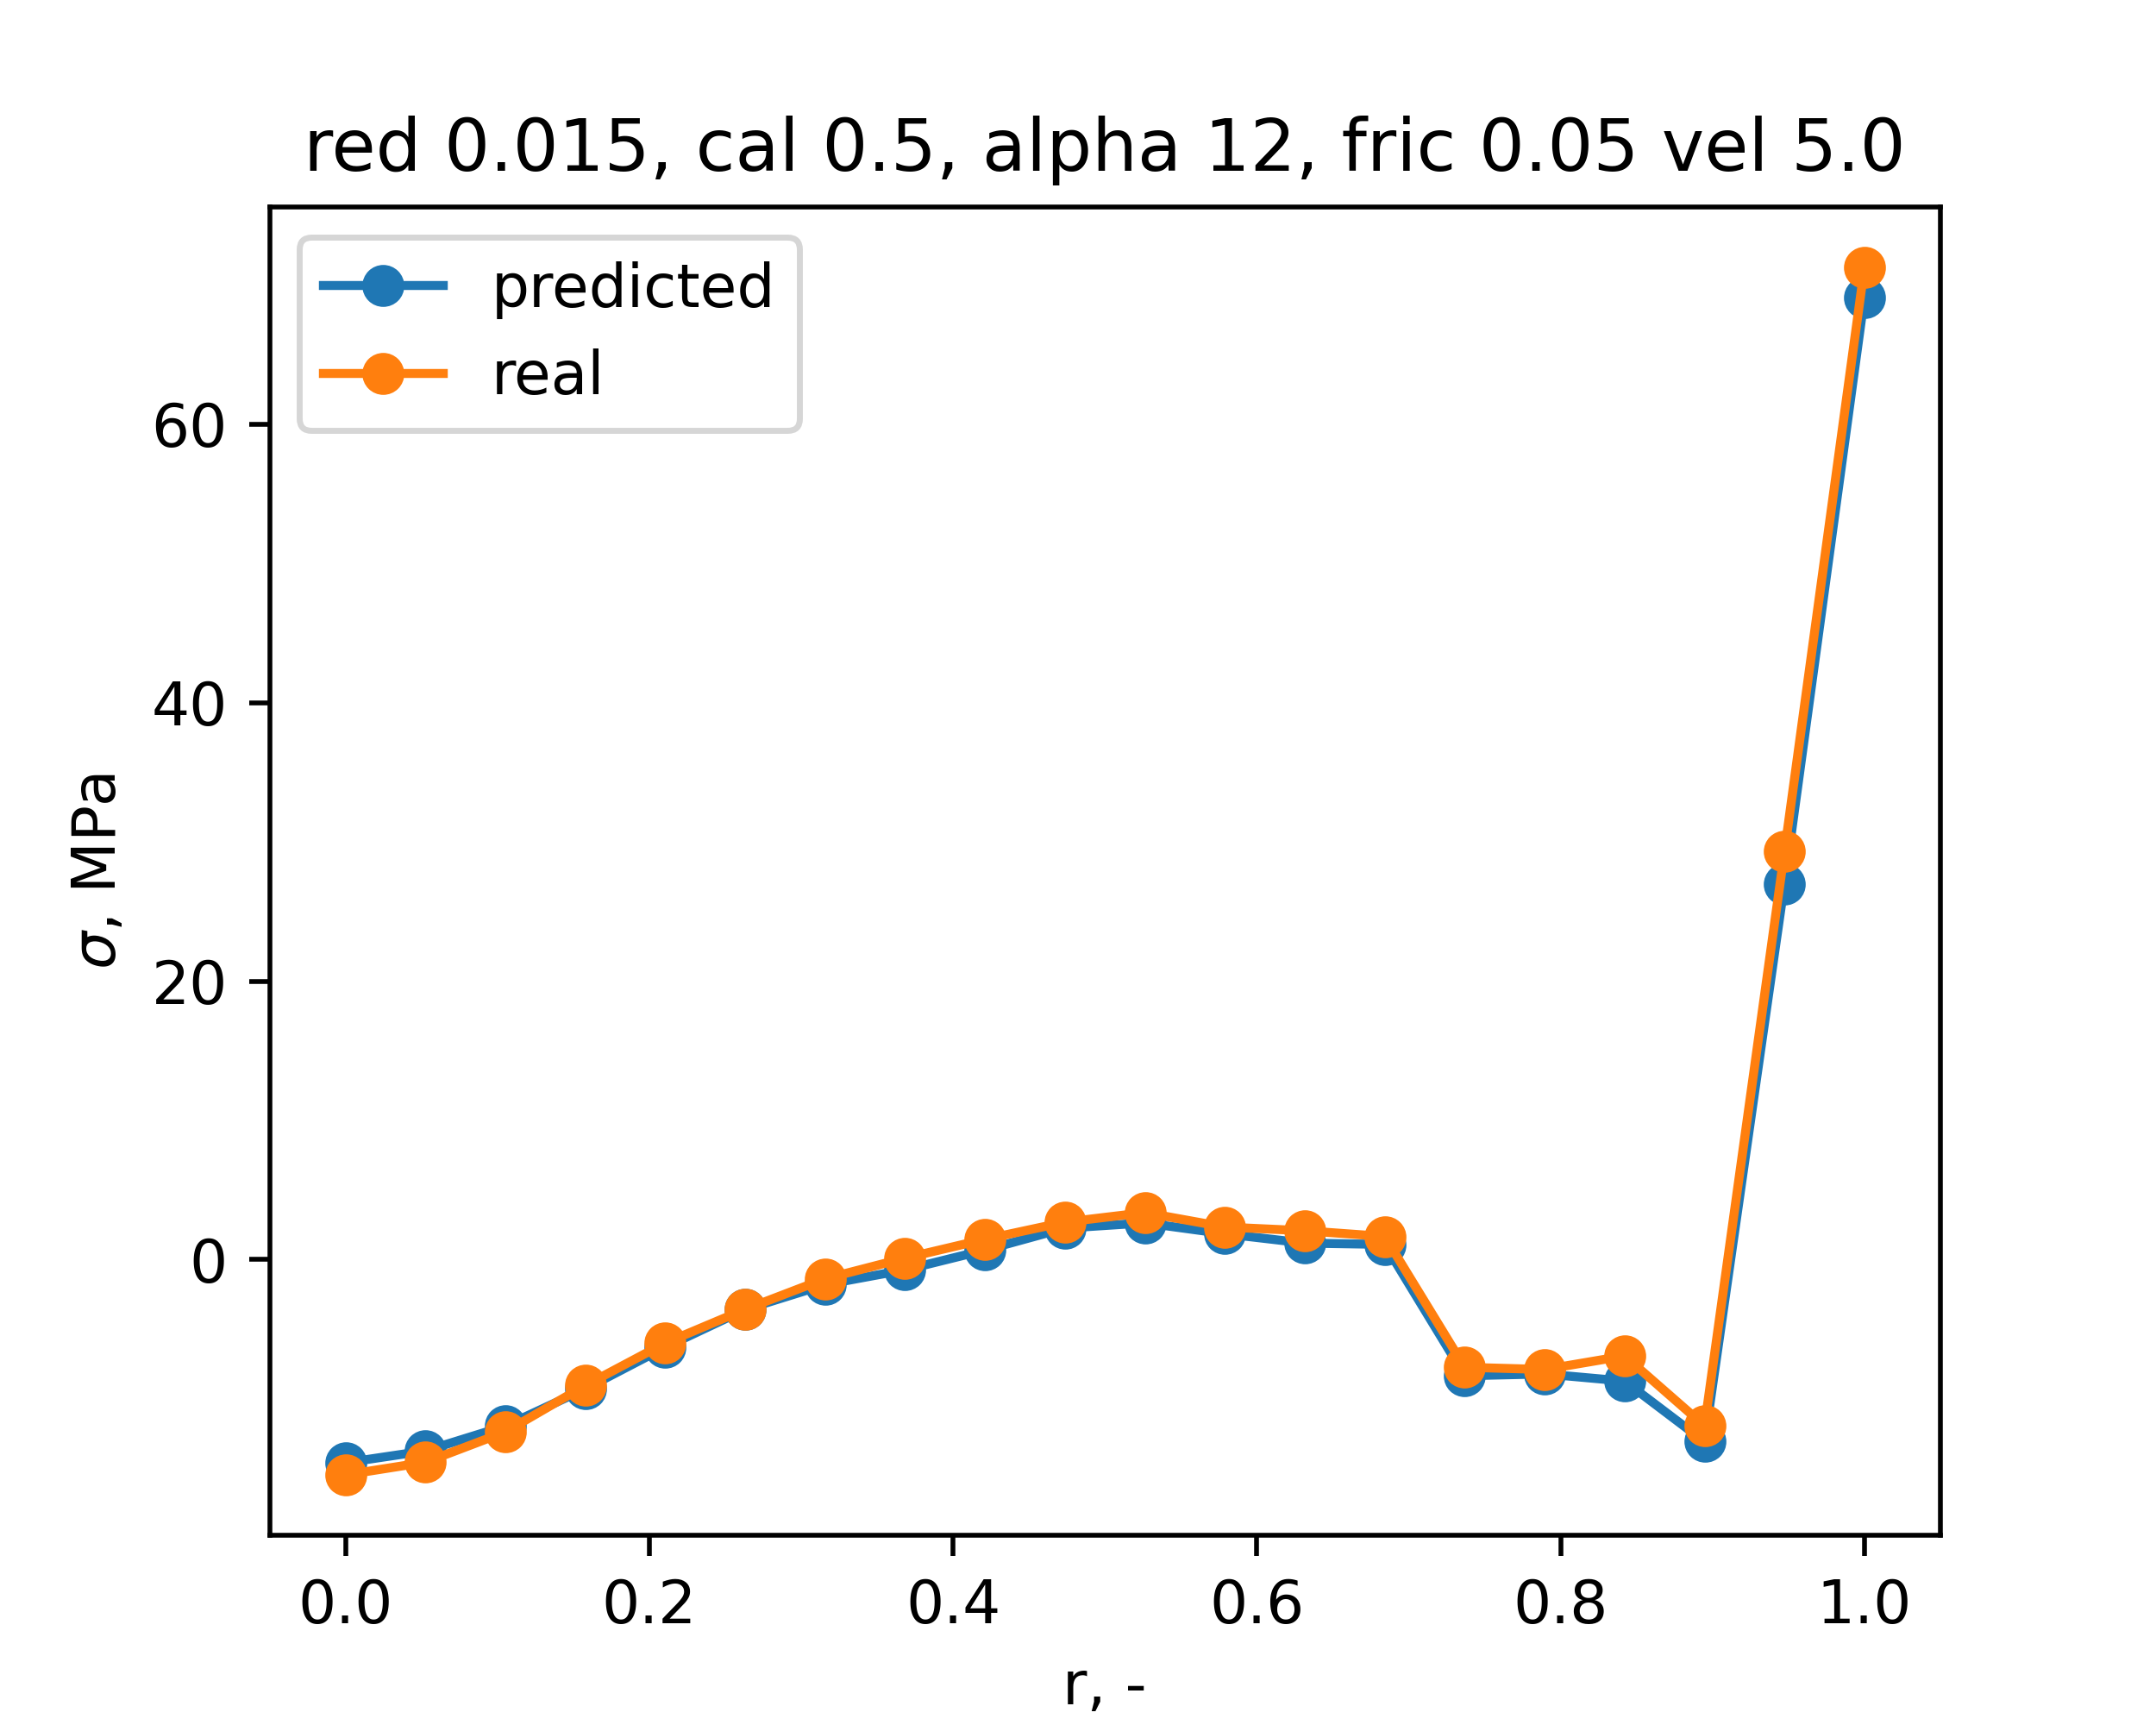 red 0.015, cal 0.5, alpha 12, fric 0.05 vel 5.0
predicted
real
60
40
20
0
σ, MPa
0.0 0.2 0.4 0.6 0.8 1.0
r, -